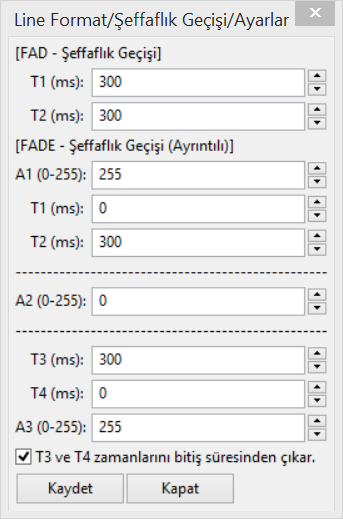 Line Format/Şeffaflık Geçişi/Ayarlar
[FAD - Şeffaflık Geçişi]
T1 (ms): 300
T2 (ms): 300
[FADE - Şeffaflık Geçişi (Ayrıntılı)]
A1 (0-255): 255
T1 (ms): 0
T2 (ms): 300
A2 (0-255): 0
T3 (ms): 300
T4 (ms): 0
A3 (0-255): 255
T3 ve T4 zamanlarını bitiş süresinden çıkar.
Kaydet Kapat